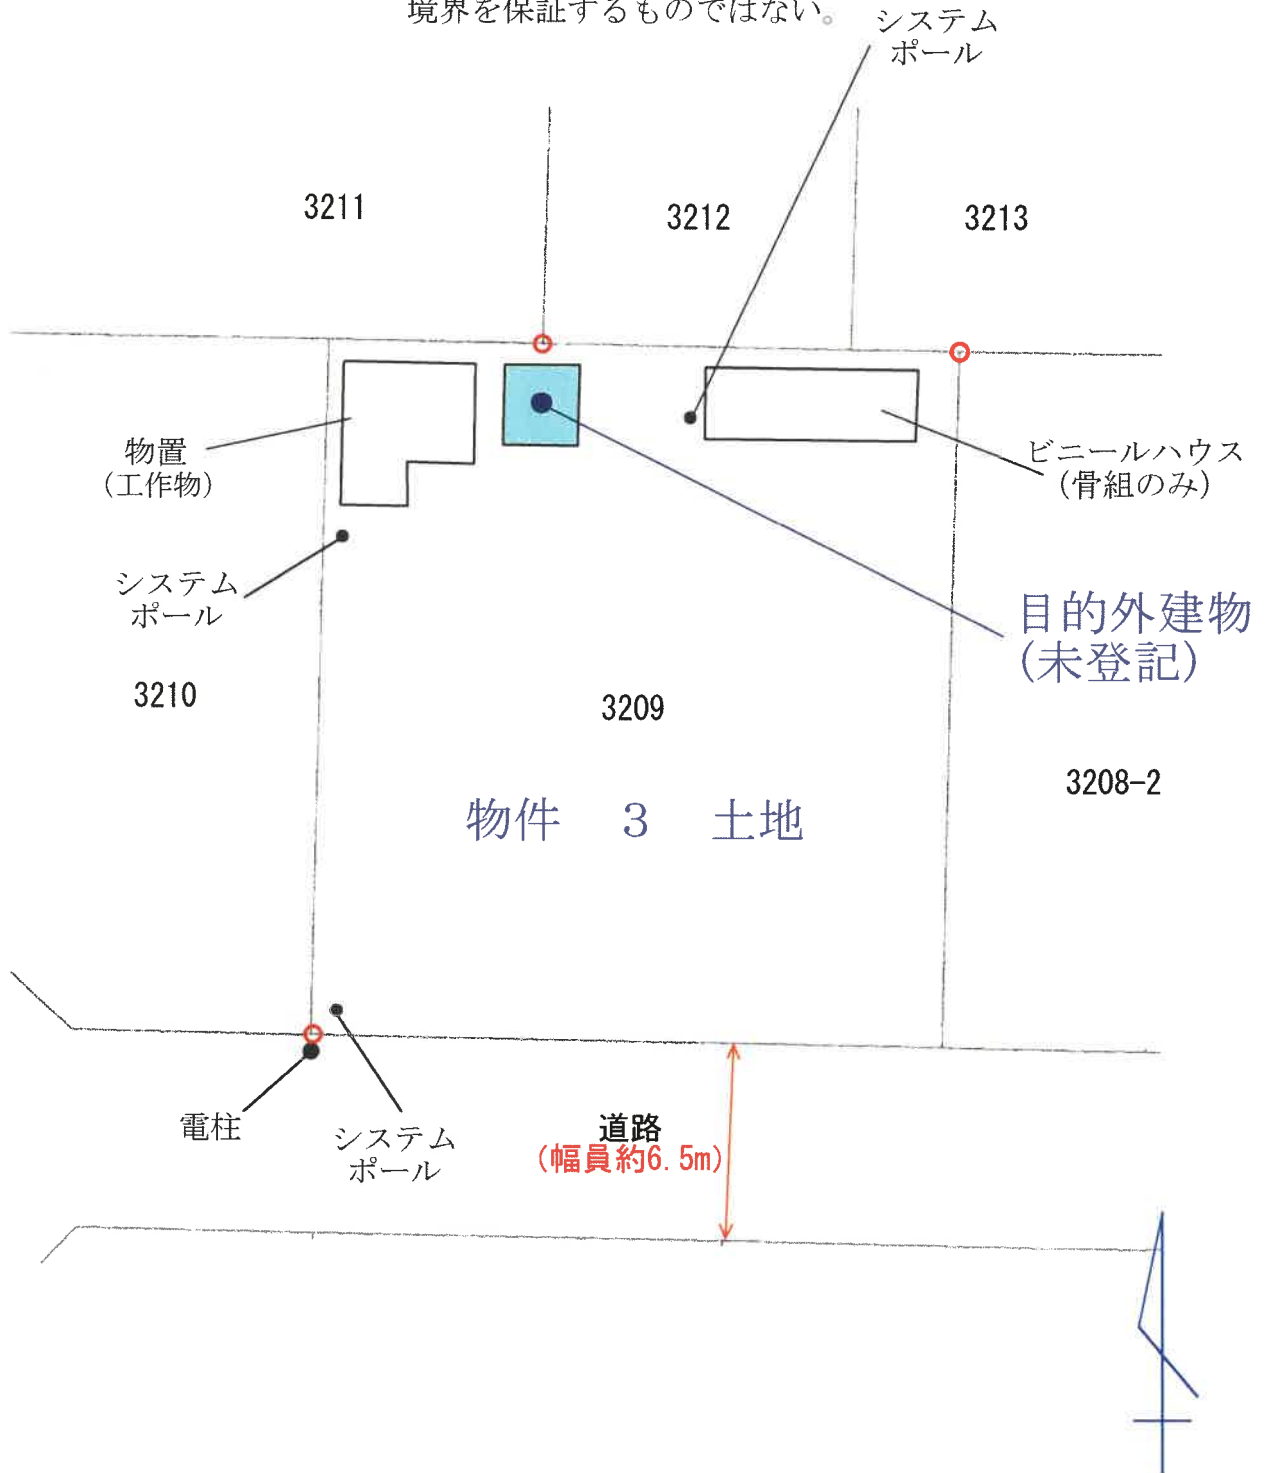 境界を保証するものではない。
システム
ポール
3211
3212
3213
物置
(工作物)
ビニールハウス
(骨組のみ)
システム
ポール
目的外建物
(未登記)
3210
3209
3208-2
物件　3　土地
電柱
システム
ポール
道路
(幅員約6.5m)